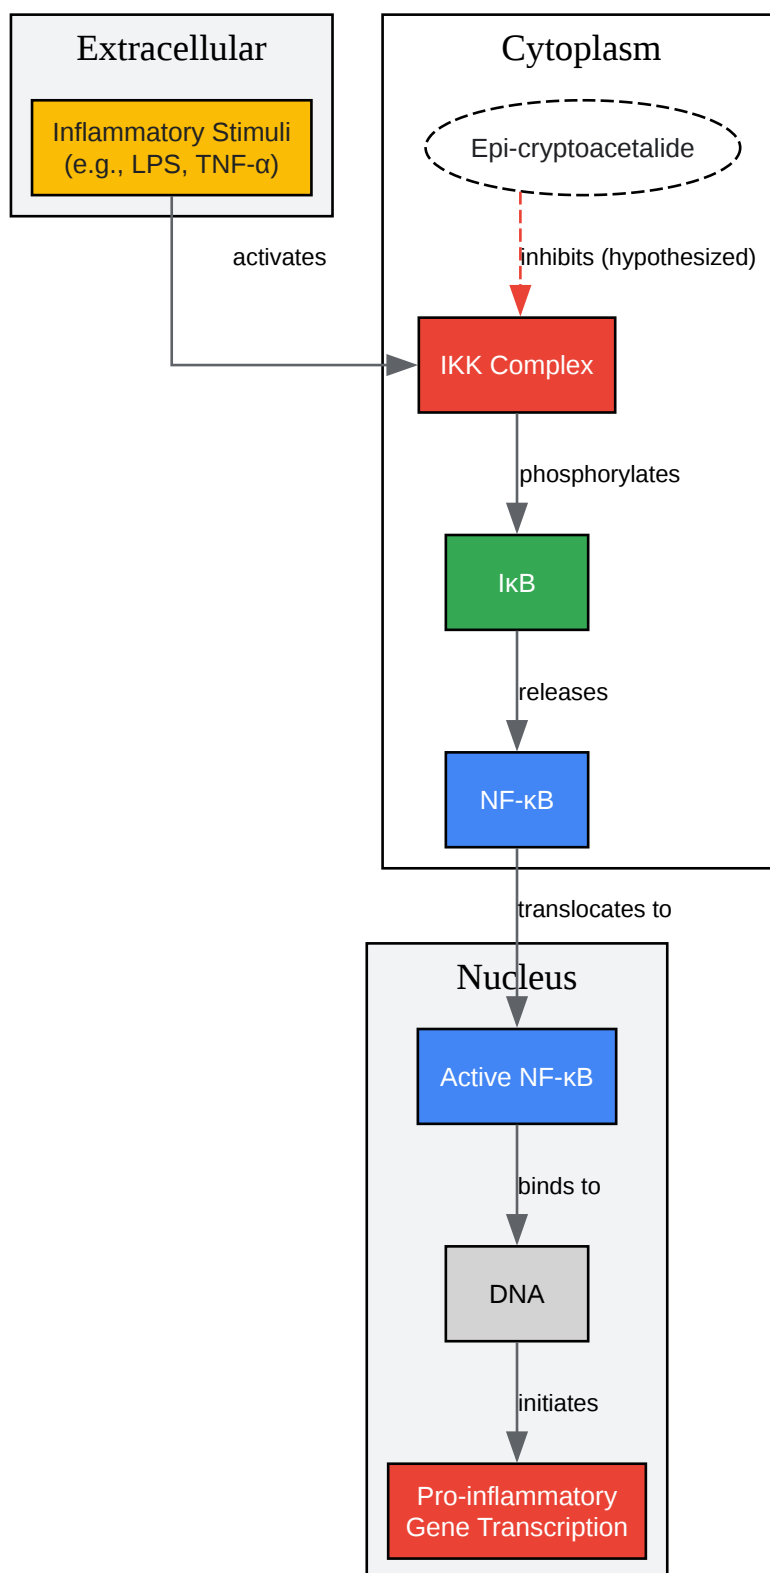 Extracellular
Inflammatory Stimuli
(e.g., LPS, TNF-α)
activates
Cytoplasm
Epi-cryptoacetalide
inhibits (hypothesized)
IKK Complex
phosphorylates
IκB
releases
NF-κB
translocates to
Nucleus
Active NF-κB
binds to
DNA
initiates
Pro-inflammatory
Gene Transcription